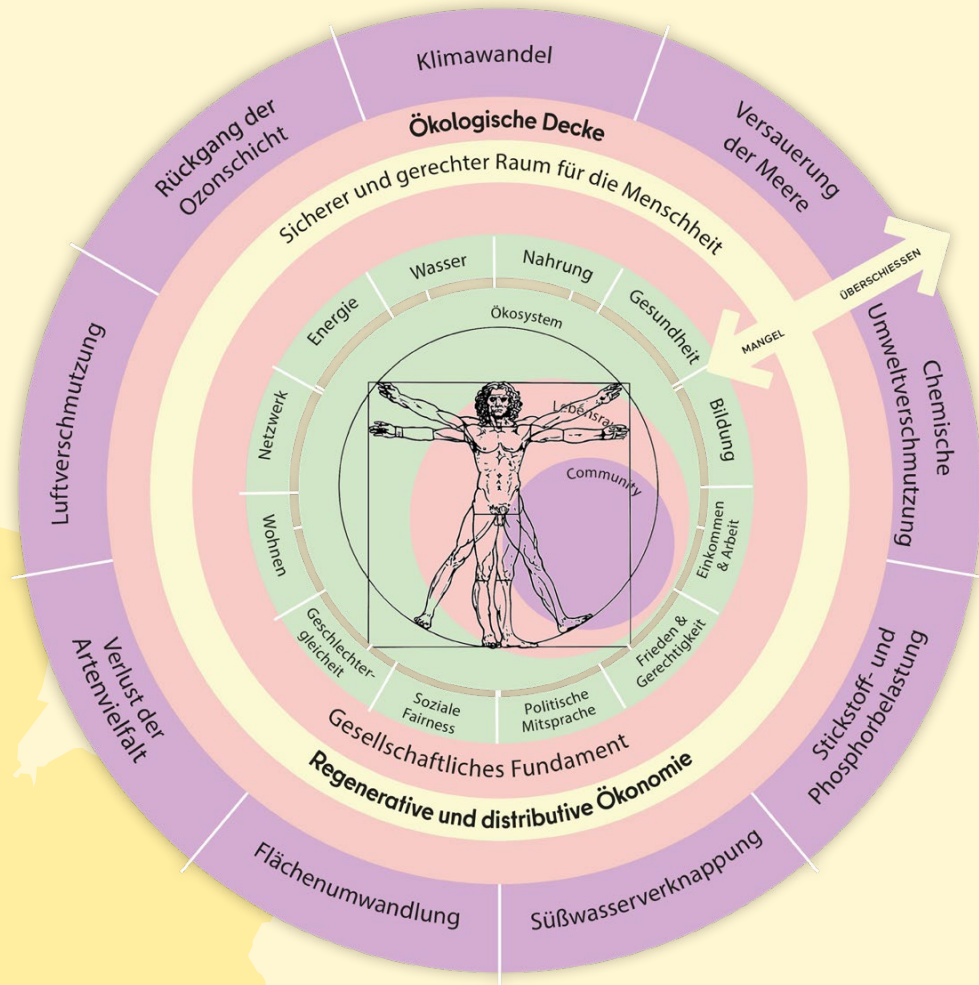 Klimawandel
Versauerung
der Meere
Chemische
Umweltverschmutzung
Stickstoff- und
Phosphorbelastung
Süßwasserverknappung
Flächenumwandlung
Verlust der
Artenvielfalt
Luftverschmutzung
Rückgang der
Ozonschicht
Ökologische Decke
Sicherer und gerechter Raum für die Menschheit
ÜBERSCHIESSEN
MANGEL
Wasser
Nahrung
Gesundheit
Bildung
Einkommen
& Arbeit
Frieden &
Gerechtigkeit
Politische
Mitsprache
Soziale
Fairness
Geschlechter-
gleicheit
Wohnen
Netzwerk
Energie
Ökosystem
Community
Gesellschaftliches Fundament
Regenerative und distributive Ökonomie